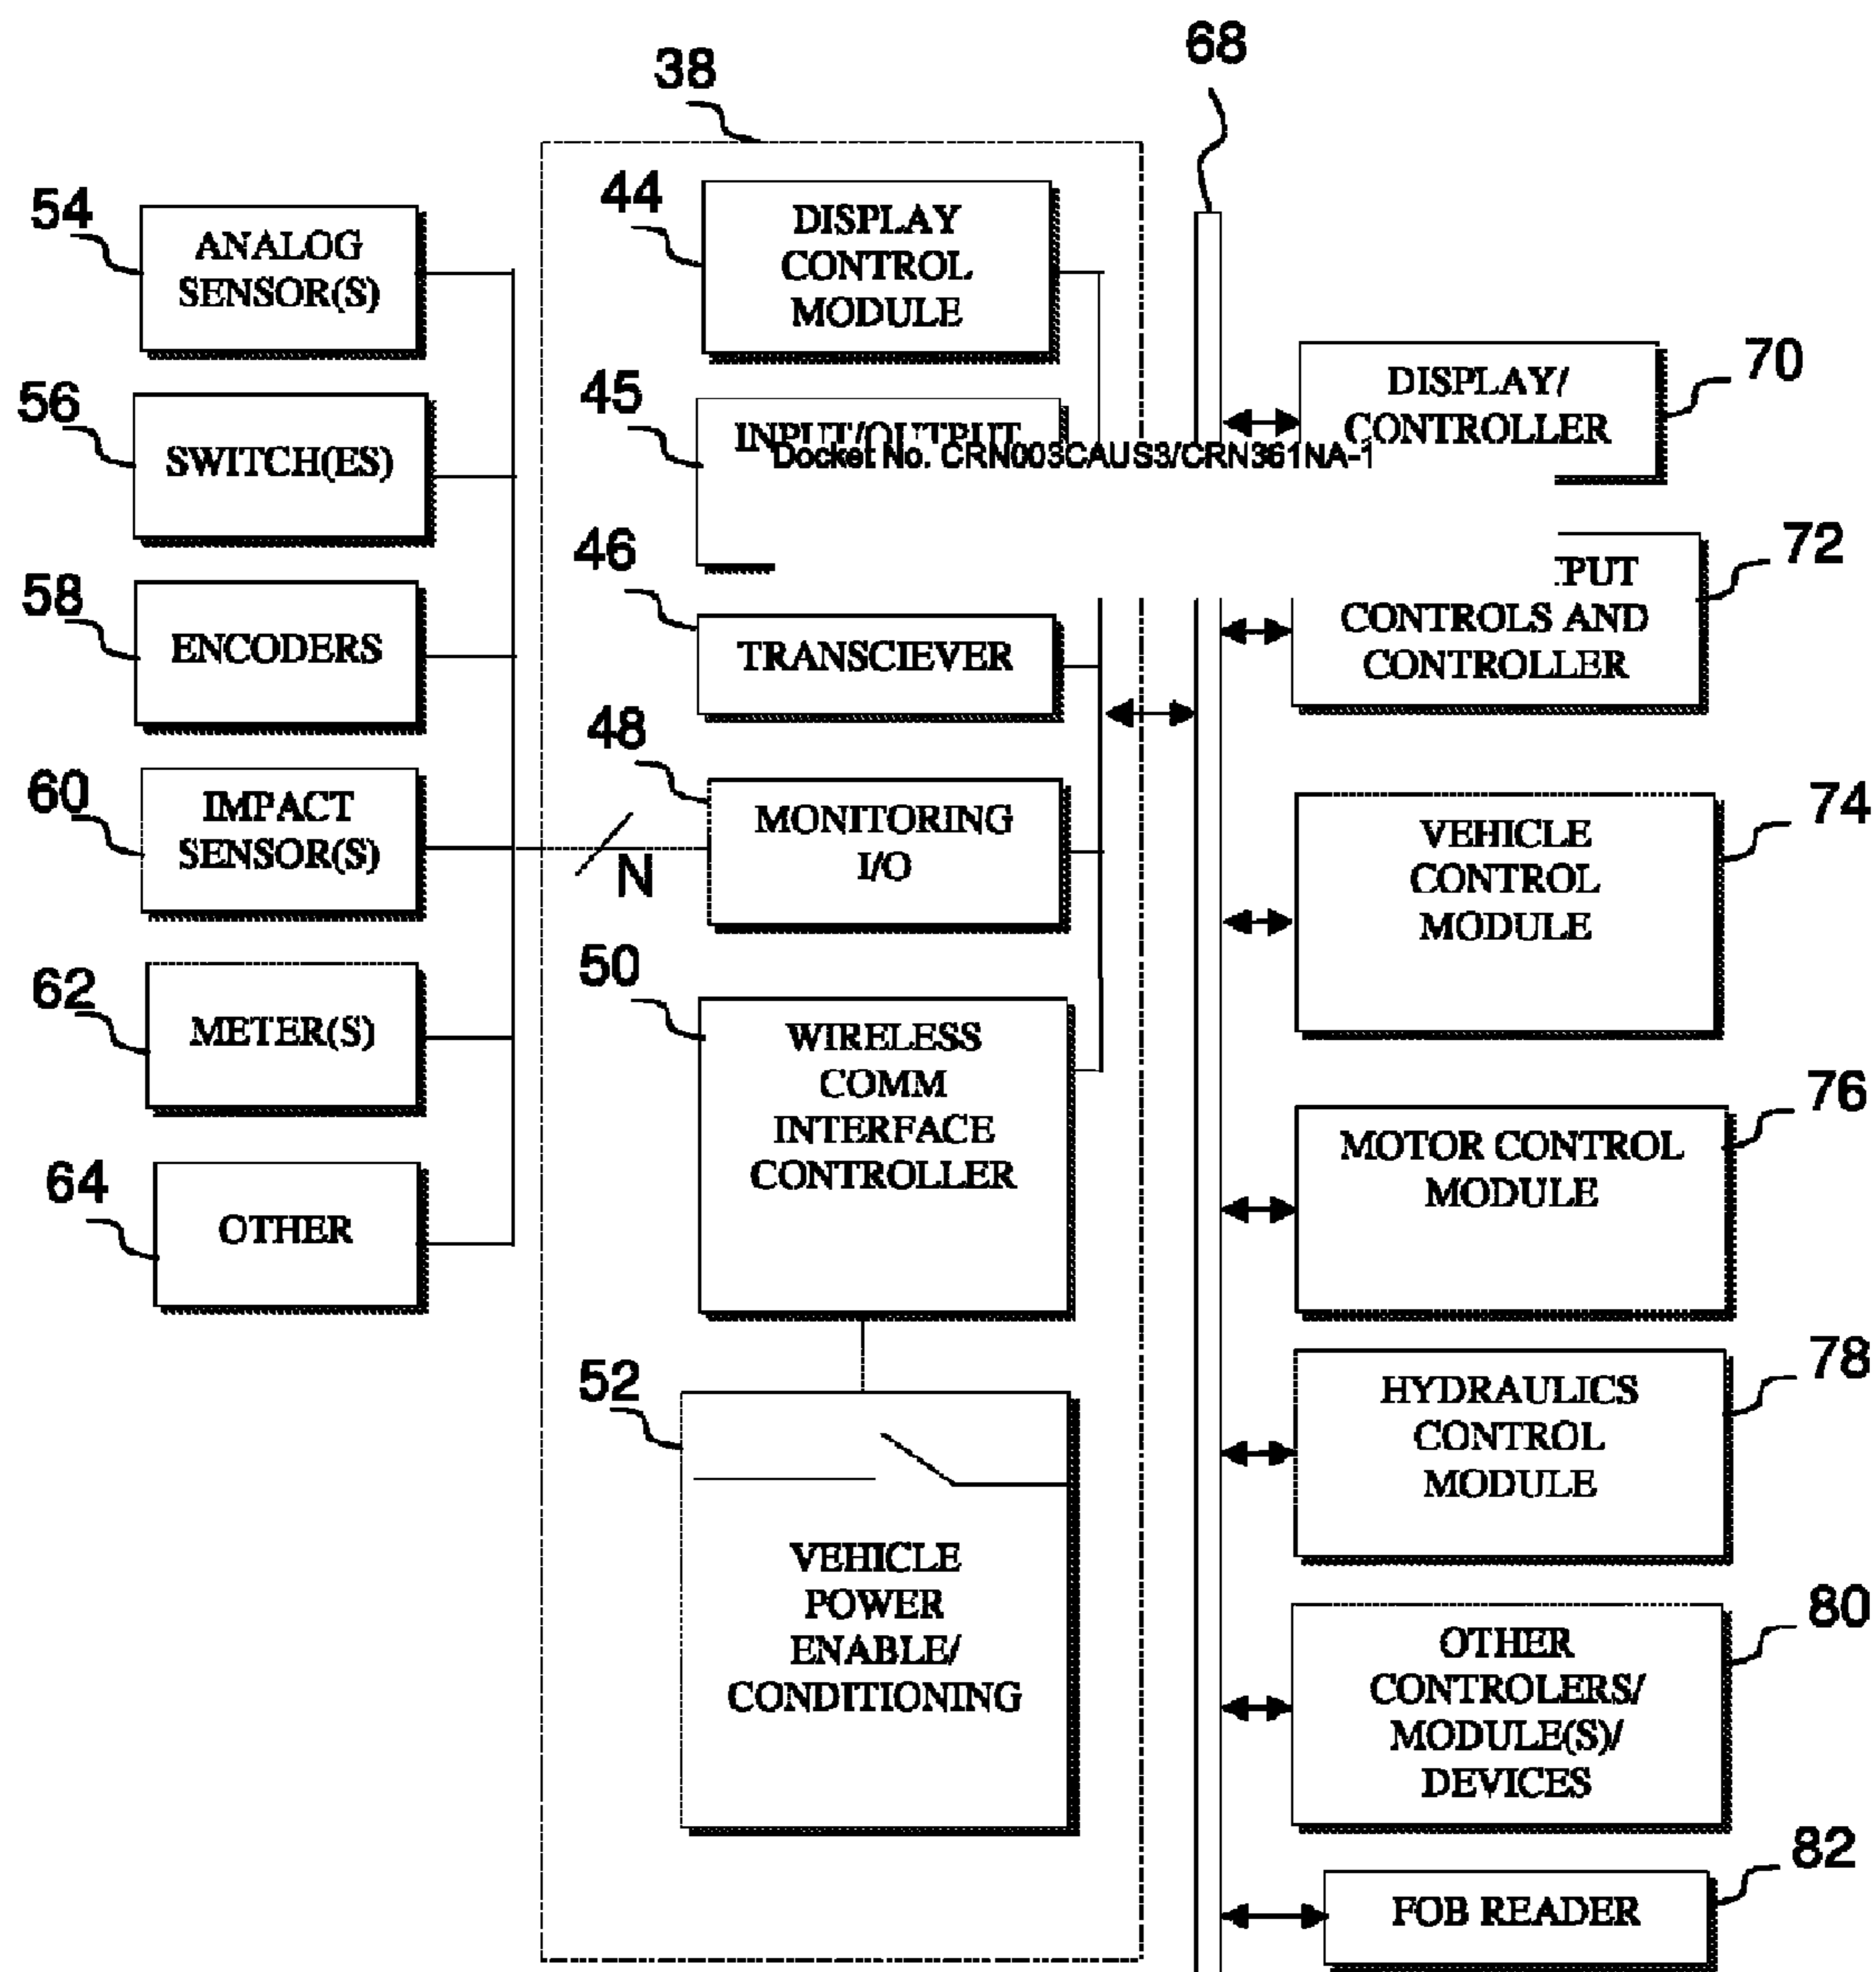 68
38
54
ANALOG
SENSOR(S)
44
DISPLAY
CONTROL
MODULE
56
SWITCH(ES)
45
INPUT/OUTPUT
Docket No. CRN003CAUS3/CRN361NA-1
DISPLAY/
CONTROLLER
70
58
ENCODERS
46
TRANSCIEVER
CONTROLS AND
CONTROLLER
72
60
IMPACT
SENSOR(S)
N
48
MONITORING
I/O
74
VEHICLE
CONTROL
MODULE
62
METER(S)
50
WIRELESS
COMM
INTERFACE
CONTROLLER
76
MOTOR CONTROL
MODULE
64
OTHER
52
VEHICLE
POWER
ENABLE/
CONDITIONING
78
HYDRAULICS
CONTROL
MODULE
80
OTHER
CONTROLERS/
MODULE(S)/
DEVICES
82
FOB READER